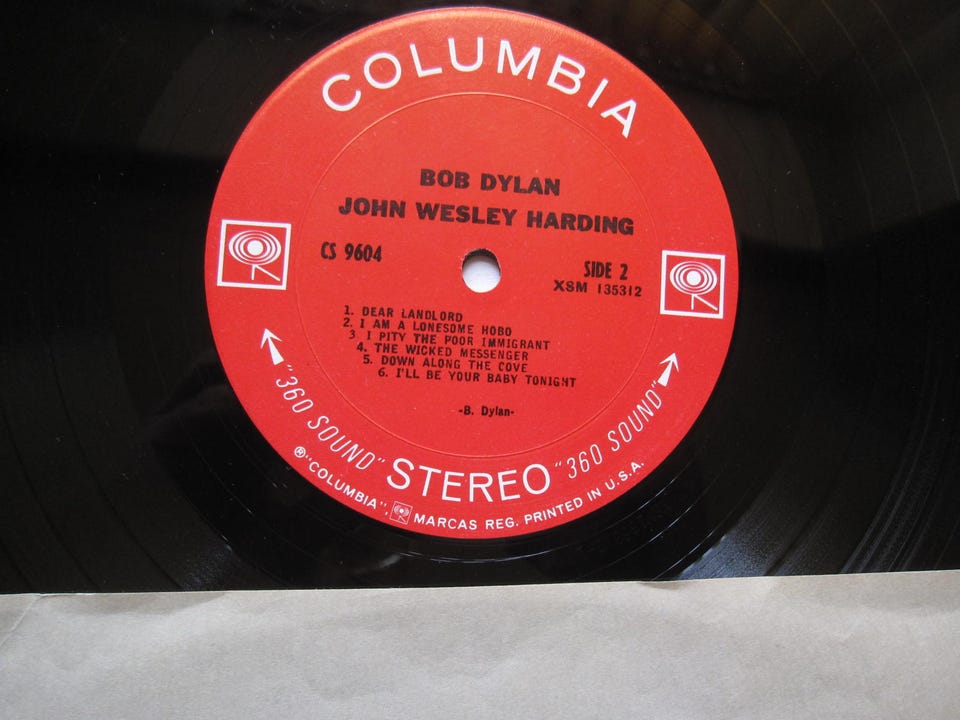 COLUMBIA
BOB DYLAN
JOHN WESLEY HARDING
CS 9604
SIDE 2
XSM 135312
1. DEAR LANDLORD
2. I AM A LONESOME HOBO
3 I PITY THE POOR IMMIGRANT
4. THE WICKED MESSENGER
5. DOWN ALONG THE COVE
6. I'LL BE YOUR BABY TONIGHT
-B. Dylan-
"360 SOUND" STEREO "360 SOUND"
®"COLUMBIA", MARCAS REG. PRINTED IN U.S.A.